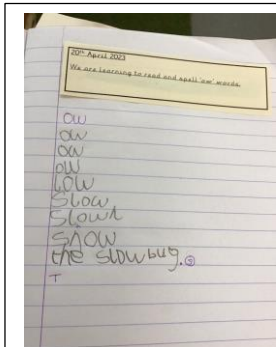 20th April 2023
We are learning to read and spell 'ow' words.
ow
ow
ow
ow
low
Slow
Slow
SNOW
the slow bug.
T